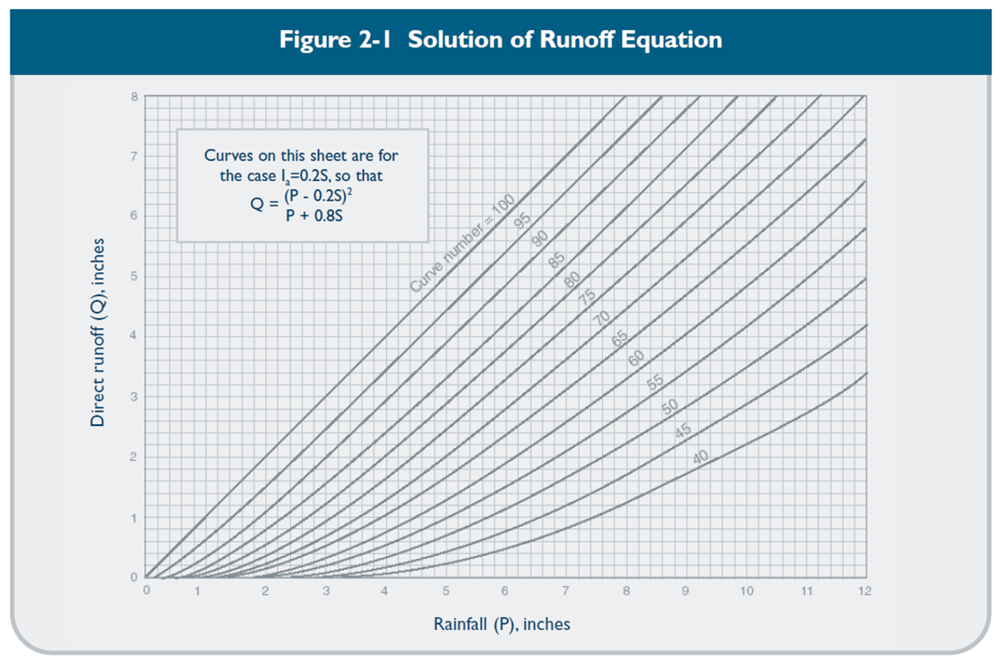 Figure 2-1 Solution of Runoff Equation
8
7
6
5
4
3
2
1
0
Direct runoff (Q), inches
Curves on this sheet are for
the case Iₐ=0.2S, so that
Q = (P - 0.2S)²
P + 0.8S
Curve number = 100
95
90
85
80
75
70
65
60
55
50
45
40
0 1 2 3 4 5 6 7 8 9 10 11 12
Rainfall (P), inches